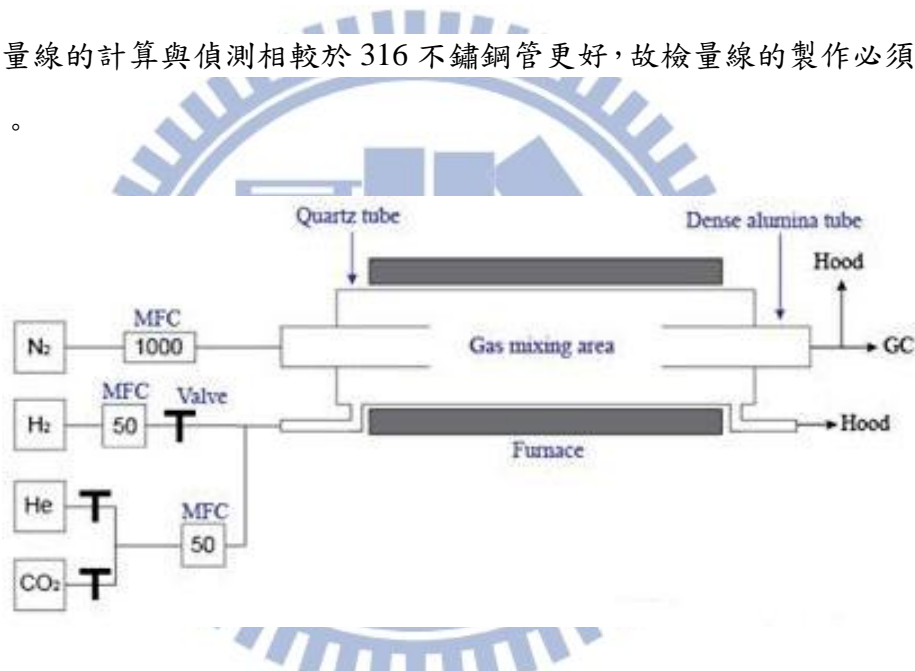 量線的計算與偵測相較於 316 不鏽鋼管更好，故檢量線的製作必須
。
Quartz tube
Dense alumina tube
Hood
MFC
N₂
1000
Gas mixing area
GC
MFC
Valve
H₂
50
Hood
Furnace
He
MFC
50
CO₂